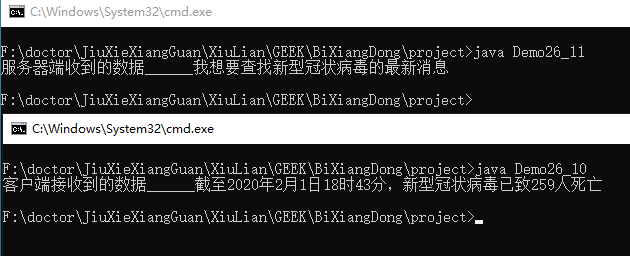 C:\Windows\System32\cmd.exe
F:\doctor\JiuXieXiangGuan\XiuLian\GEEK\BiXiangDong\project>java Demo26_11
服务器端收到的数据______我想要查找新型冠状病毒的最新消息
F:\doctor\JiuXieXiangGuan\XiuLian\GEEK\BiXiangDong\project>
C:\Windows\System32\cmd.exe
F:\doctor\JiuXieXiangGuan\XiuLian\GEEK\BiXiangDong\project>java Demo26_10
客户端接收到的数据______截至2020年2月1日18时43分，新型冠状病毒已致259人死亡
F:\doctor\JiuXieXiangGuan\XiuLian\GEEK\BiXiangDong\project>